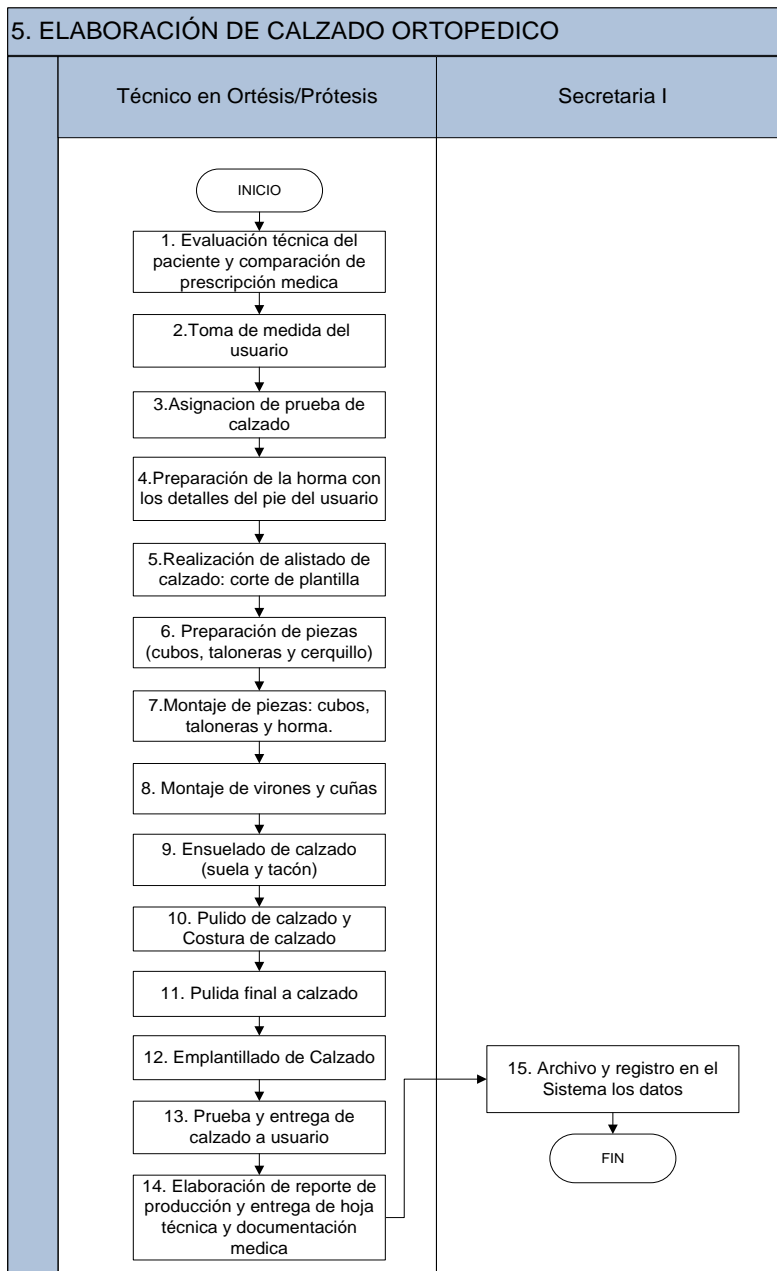 5. ELABORACIÓN DE CALZADO ORTOPEDICO
Técnico en Ortésis/Prótesis
Secretaria I
INICIO
1. Evaluación técnica del
paciente y comparación de
prescripción medica
2.Toma de medida del
usuario
3.Asignacion de prueba de
calzado
4.Preparación de la horma con
los detalles del pie del usuario
5.Realización de alistado de
calzado: corte de plantilla
6. Preparación de piezas
(cubos, taloneras y cerquillo)
7.Montaje de piezas: cubos,
taloneras y horma.
8. Montaje de virones y cuñas
9. Ensuelado de calzado
(suela y tacón)
10. Pulido de calzado y
Costura de calzado
11. Pulida final a calzado
12. Emplantillado de Calzado
13. Prueba y entrega de
calzado a usuario
14. Elaboración de reporte de
producción y entrega de hoja
técnica y documentación
medica
15. Archivo y registro en el
Sistema los datos
FIN